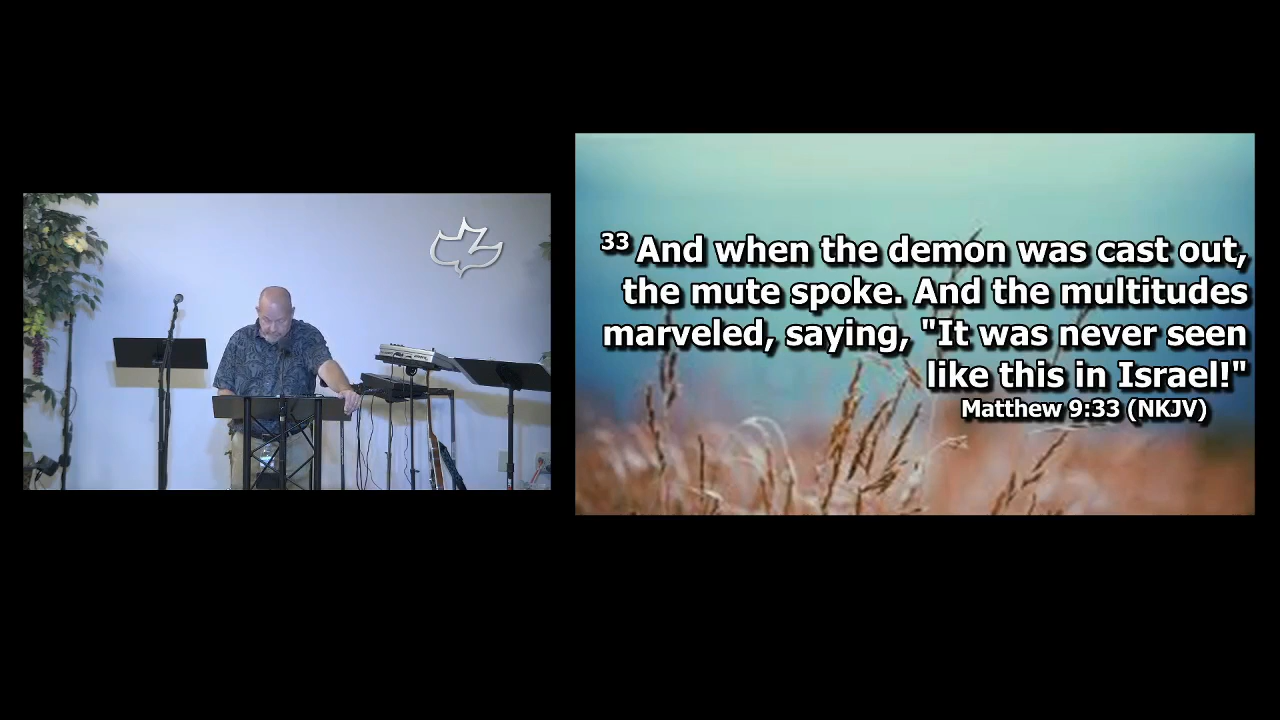 33 And when the demon was cast out,
the mute spoke. And the multitudes
marveled, saying, "It was never seen
like this in Israel!"
Matthew 9:33 (NKJV)